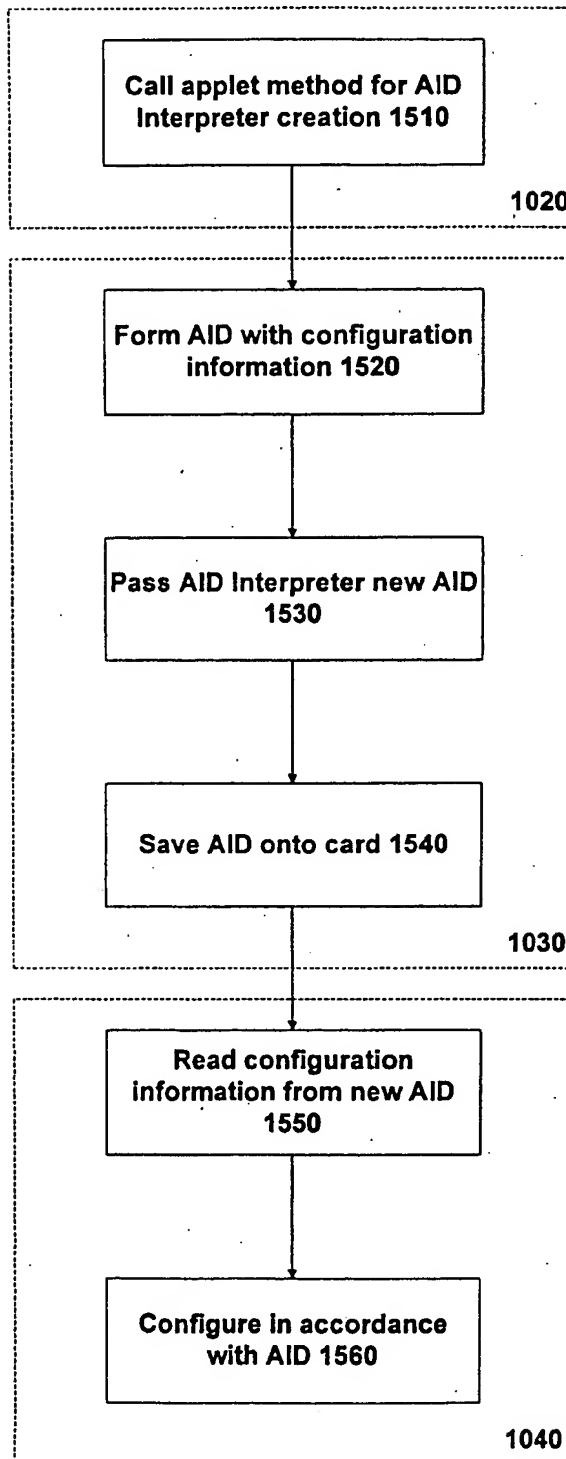 Call applet method for AID
Interpreter creation 1510
1020
Form AID with configuration
information 1520
Pass AID Interpreter new AID
1530
Save AID onto card 1540
1030
Read configuration
information from new AID
1550
Configure in accordance
with AID 1560
1040